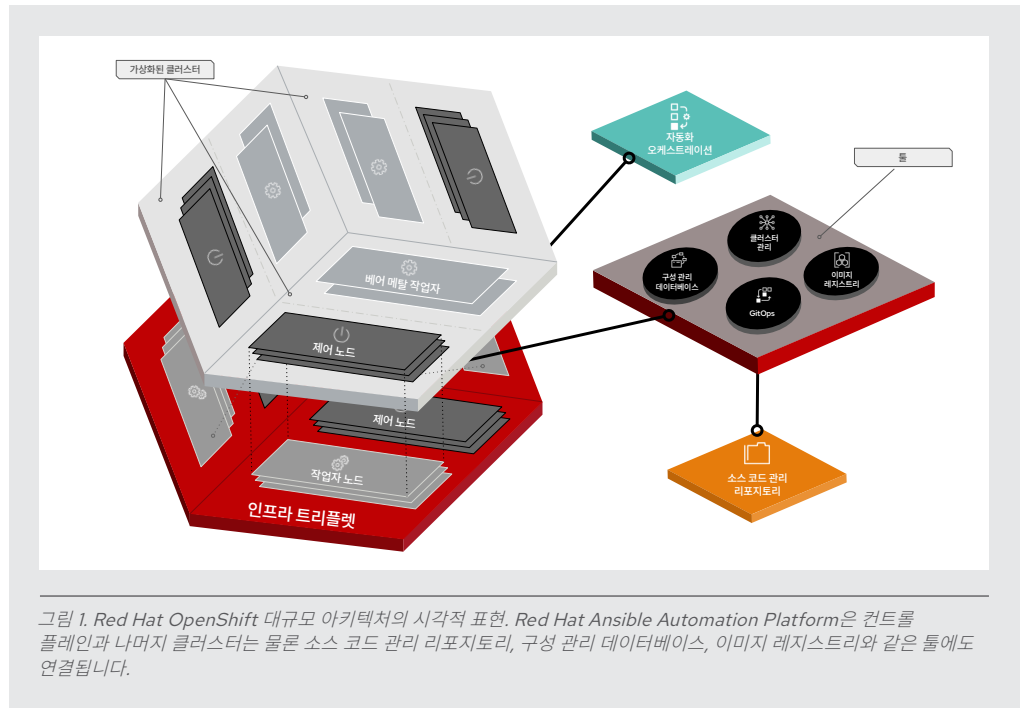 가상화된 클러스터
자동화
오케스트레이션
툴
클러스터
관리
구성 관리
데이터베이스
이미지
레지스트리
GitOps
베어 메탈 작업자
제어 노드
제어 노드
작업자 노드
인프라 트리플렛
소스 코드 관리
리포지토리
그림 1. Red Hat OpenShift 대규모 아키텍처의 시각적 표현. Red Hat Ansible Automation Platform은 컨트롤
플레인과 나머지 클러스터는 물론 소스 코드 관리 리포지토리, 구성 관리 데이터베이스, 이미지 레지스트리와 같은 툴에도
연결됩니다.